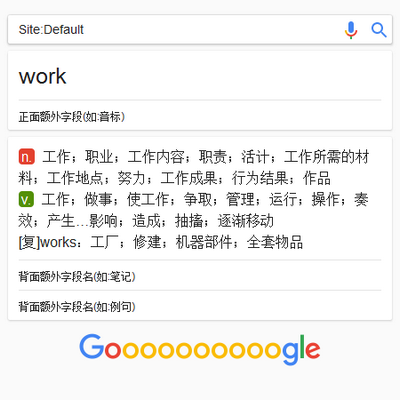 Site:Default
work
正面额外字段(如:音标)
n. 工作；职业；工作内容；职责；活计；工作所需的材
料；工作地点；努力；工作成果；行为结果；作品
v. 工作；做事；使工作；争取；管理；运行；操作；奏
效；产生...影响；造成；抽搐；逐渐移动
[复]works：工厂；修建；机器部件；全套物品
背面额外字段名(如:笔记)
背面额外字段名(如:例句)
Goooooooooogle